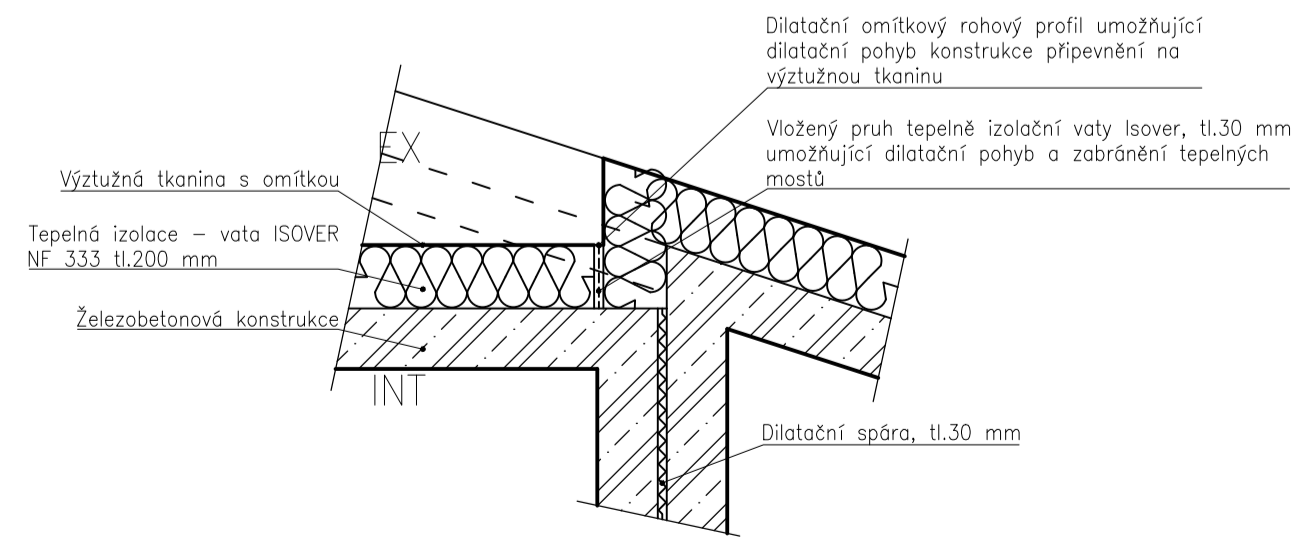 Dilatační omítkový rohový profil umožňující
dilatační pohyb konstrukce připevnění na
výztužnou tkaninu
Vložený pruh tepelně izolační vaty Isover, tl.30 mm
umožňující dilatační pohyb a zabránění tepelných
mostů
EX
Výztužná tkanina s omítkou
Tepelná izolace – vata ISOVER
NF 333 tl.200 mm
Železobetonová konstrukce
INT
Dilatační spára, tl.30 mm